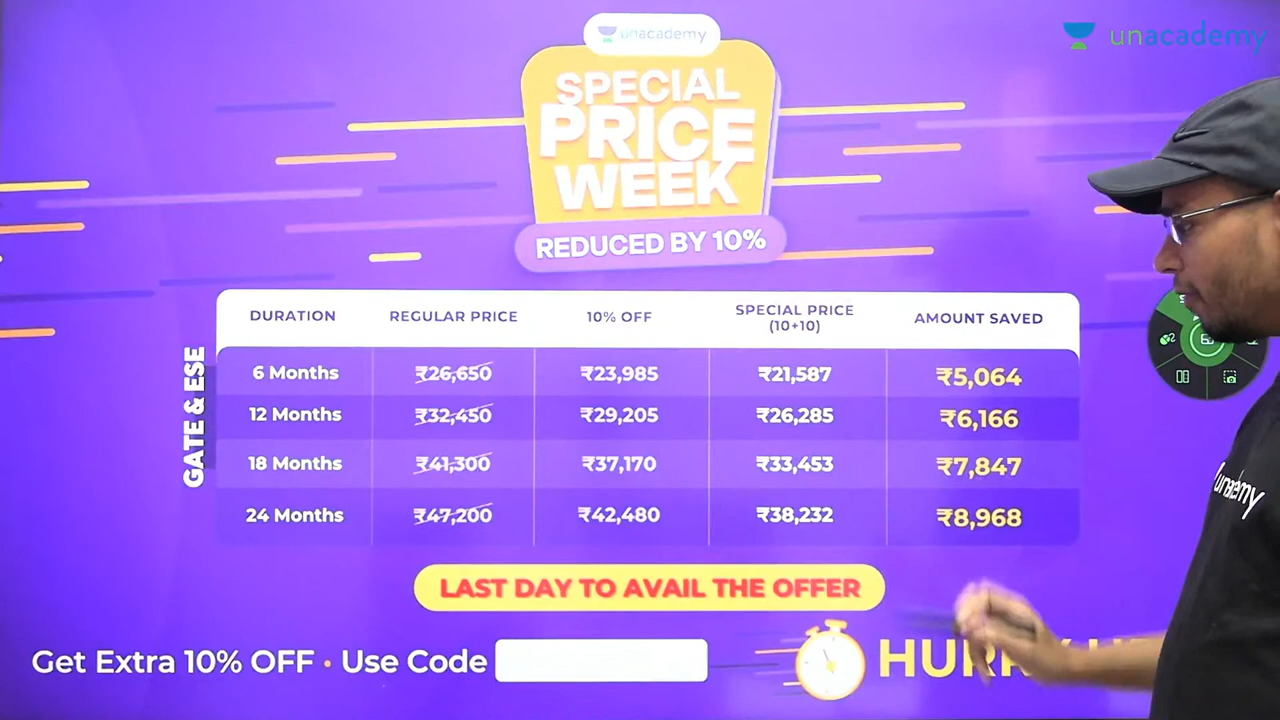 unacademy
unacademy
SPECIAL
PRICE
WEEK
REDUCED BY 10%
DURATION REGULAR PRICE 10% OFF SPECIAL PRICE (10+10) AMOUNT SAVED
GATE & ESE
6 Months ₹26,650 ₹23,985 ₹21,587 ₹5,064
12 Months ₹32,450 ₹29,205 ₹26,285 ₹6,166
18 Months ₹41,300 ₹37,170 ₹33,453 ₹7,847
24 Months ₹47,200 ₹42,480 ₹38,232 ₹8,968
LAST DAY TO AVAIL THE OFFER
Get Extra 10% OFF • Use Code